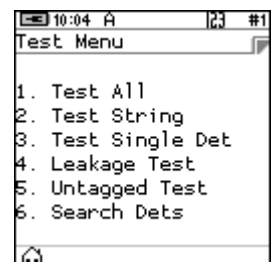 10:04 A 123 #1
Test Menu
1. Test All
2. Test String
3. Test Single Det
4. Leakage Test
5. Untagged Test
6. Search Dets